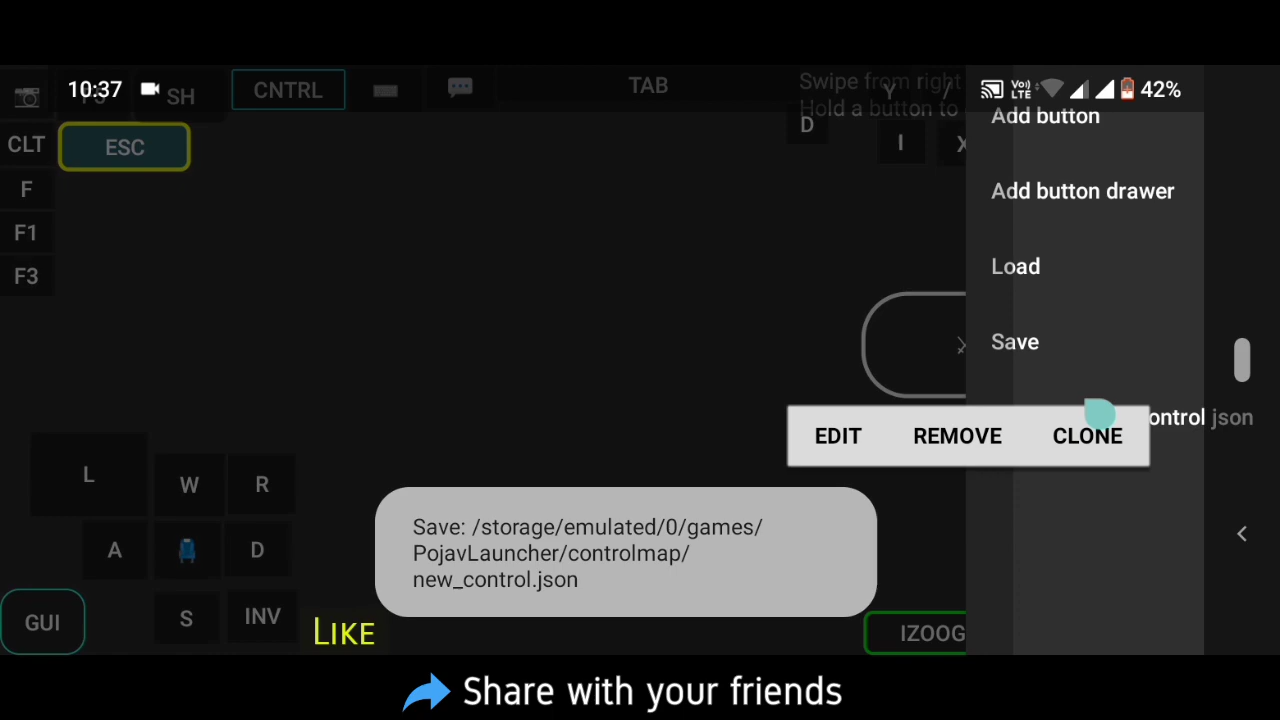 10:37
42%
Vo)
LTE
SH
CNTRL
TAB
Swipe from right
Hold a button to
Y
/
D
I
X
CLT
ESC
F
F1
F3
Add button
Add button drawer
Load
Save
ontrol json
EDIT REMOVE CLONE
L
W
R
A
D
S
INV
GUI
Save: /storage/emulated/0/games/
PojavLauncher/controlmap/
new_control.json
LIKE
IZOOG
Share with your friends